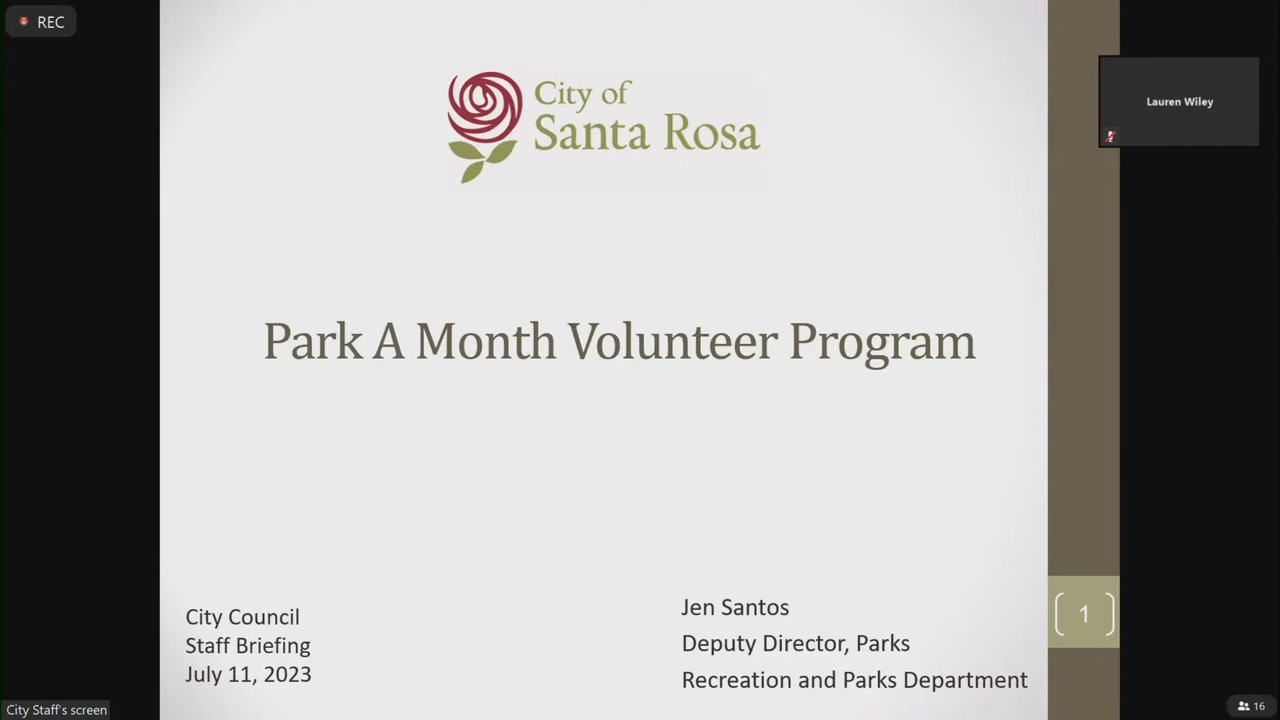 REC
City of
Santa Rosa
Lauren Wiley
Park A Month Volunteer Program
City Council
Staff Briefing
July 11, 2023
Jen Santos
Deputy Director, Parks
Recreation and Parks Department
1
City Staff's screen
16